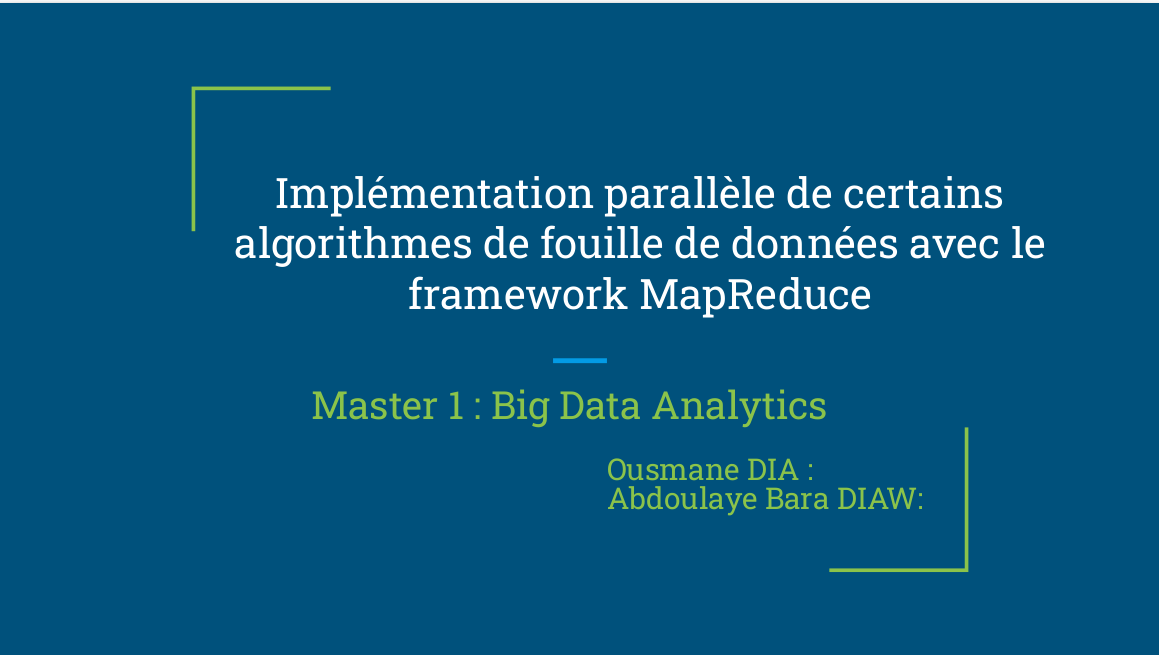 Implémentation parallèle de certains
algorithmes de fouille de données avec le
framework MapReduce
Master 1 : Big Data Analytics
Ousmane DIA :
Abdoulaye Bara DIAW: